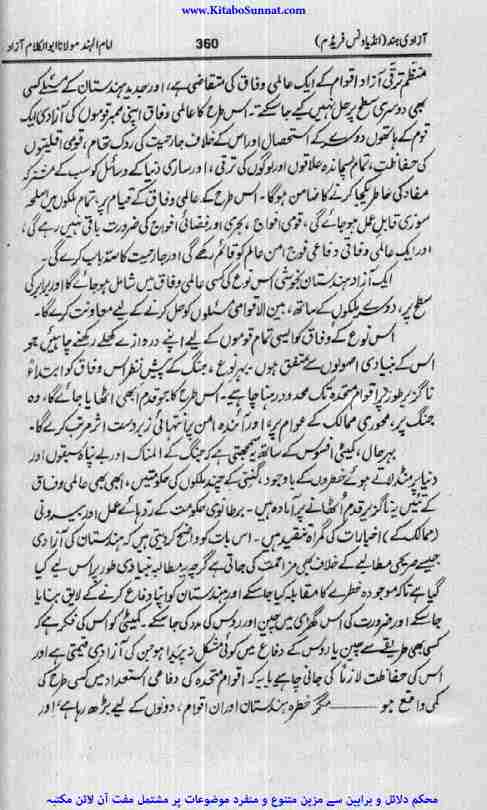 www.KitaboSunnat.com
آزادی ہند (انڈیا ونس فریڈم) 360 امام الہند مولانا ابوالکلام آزاد
منتظم ترقی آزاد اقوام کے ایک عالمی وفاق کی متقاضی ہے، اور جدید ہندستان کے مسئلے کسی
بھی دوسری سطح پر حل نہیں کیے جا سکتے۔ اس طرح کا عالمی وفاق اپنی ممبر قوموں کی آزادی ایک
قوم کے ہاتھوں دوسرے کے استحصال اور اس کے خلاف جارحیت کی روک تھام، قومی اقلیتوں
کی حفاظت، تمام پسماندہ علاقوں اور لوگوں کی ترقی، اور ساری دنیا کے وسائل کو سب کے مشترکہ
مفاد کی خاطر یکجا کرنے کا ضامن ہوگا۔ اس طرح کے عالمی وفاق کے قیام پر، تمام ملکوں میں اسلحہ
سوزی قابل عمل ہو جائے گی، قومی افواج، بحری اور فضائی افواج کی ضرورت باقی نہیں رہے گی،
اور ایک عالمی وفاقی دفاعی فوج امن عالم کو قائم رکھے گی اور جارحیت کا سدباب کرے گی۔
ایک آزاد ہندستان بخوشی اس نوع کی کسی عالمی وفاق میں شامل ہو جائے گا اور برابر کی
سطح پر، دوسرے ملکوں کے ساتھ، بین الاقوامی مسئلوں کو حل کرنے کے لیے معاونت کرے گا۔
اس نوع کے وفاق کو ایسی تمام قوموں کے لیے اپنے دروازے کھلے رکھنے چاہیئیں جو
اس کے بنیادی اصولوں سے متفق ہوں۔ بہر نوع، جنگ کے پیش نظر اس وفاق کو ابتداءً
ناگزیر طور پر اقوام متحدہ تک محدود رہنا چاہیے۔ اس طرح کا جو قدم ابھی اٹھایا جائے گا، وہ
جنگ پر، محوری ممالک کے عوام پر، اور آئندہ امن پر انتہائی زبردست اثر مرتب کرے گا۔
بہر حال، کمیٹی افسوس کے ساتھ یہ سمجھتی ہے کہ جنگ کے المناک اور بے پناہ سبقوں اور
دنیا پر منڈلاتے ہوئے خطروں کے باوجود، گنتی کے چند ملکوں کی حکومتیں، ابھی بھی عالمی وفاق
کے تئیں یہ ناگزیر قدم اٹھانے پر آمادہ ہیں۔ برطانوی حکومت کے ردہائے عمل اور بیرونی
(ممالک کے) اخبارات کی گمراہ تنقیدیں۔ اس بات کو واضح کر دیتی ہیں کہ ہندستان کی آزادی
جیسے صریحی مطالبے کے خلاف بھی مزاحمت کی جاتی ہے گرچہ یہ مطالبہ بنیادی طور پر اس لیے کیا
گیا ہے تاکہ موجودہ خطرے کا مقابلہ کیا جا سکے اور ہندستان کو اپنا دفاع کرنے کے لایق بنایا
جا سکے اور ضرورت کی اس گھڑی میں چین اور روس کی مدد کی جا سکے۔ کمیٹی کو اس کی فکر ہے کہ
کسی بھی طریقے سے چین یا روس کے دفاع میں کوئی مشکل نہ پیدا ہو جن کی آزادی قیمتی ہے اور
اس کی حفاظت لازماً کی جانی چاہیے یا یہ کہ اقوام متحدہ کی دفاعی استعداد میں کسی طرح کی
کمی واقع ہو ——— مگر خطرہ ہندستان اور ان اقوام، دونوں کے لیے بڑھ رہا ہے، اور
محکم دلائل و براہین سے مزین متنوع و منفرد موضوعات پر مشتمل مفت آن لائن مکتبہ